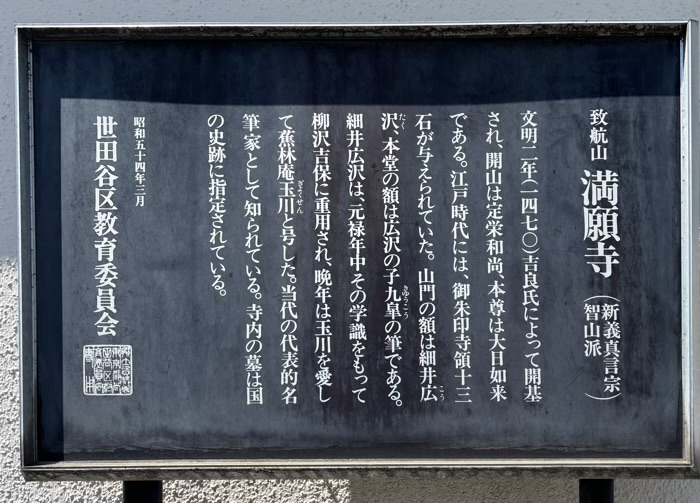 致航山 満願寺 (新義真言宗 智山派)
文明二年(一四七〇)吉良氏によって開基
され、開山は定栄和尚、本尊は大日如来
である。江戸時代には、御朱印寺領十三
石が与えられていた。山門の額は細井広
沢、本堂の額は広沢の子九皐の筆である。
細井広沢は、元禄年中その学識をもって
柳沢吉保に重用され、晩年は玉川を愛し
て蕉林庵玉川と号した。当代の代表的名
筆家として知られている。寺内の墓は国
の史跡に指定されている。
昭和五十四年三月
世田谷区教育委員会